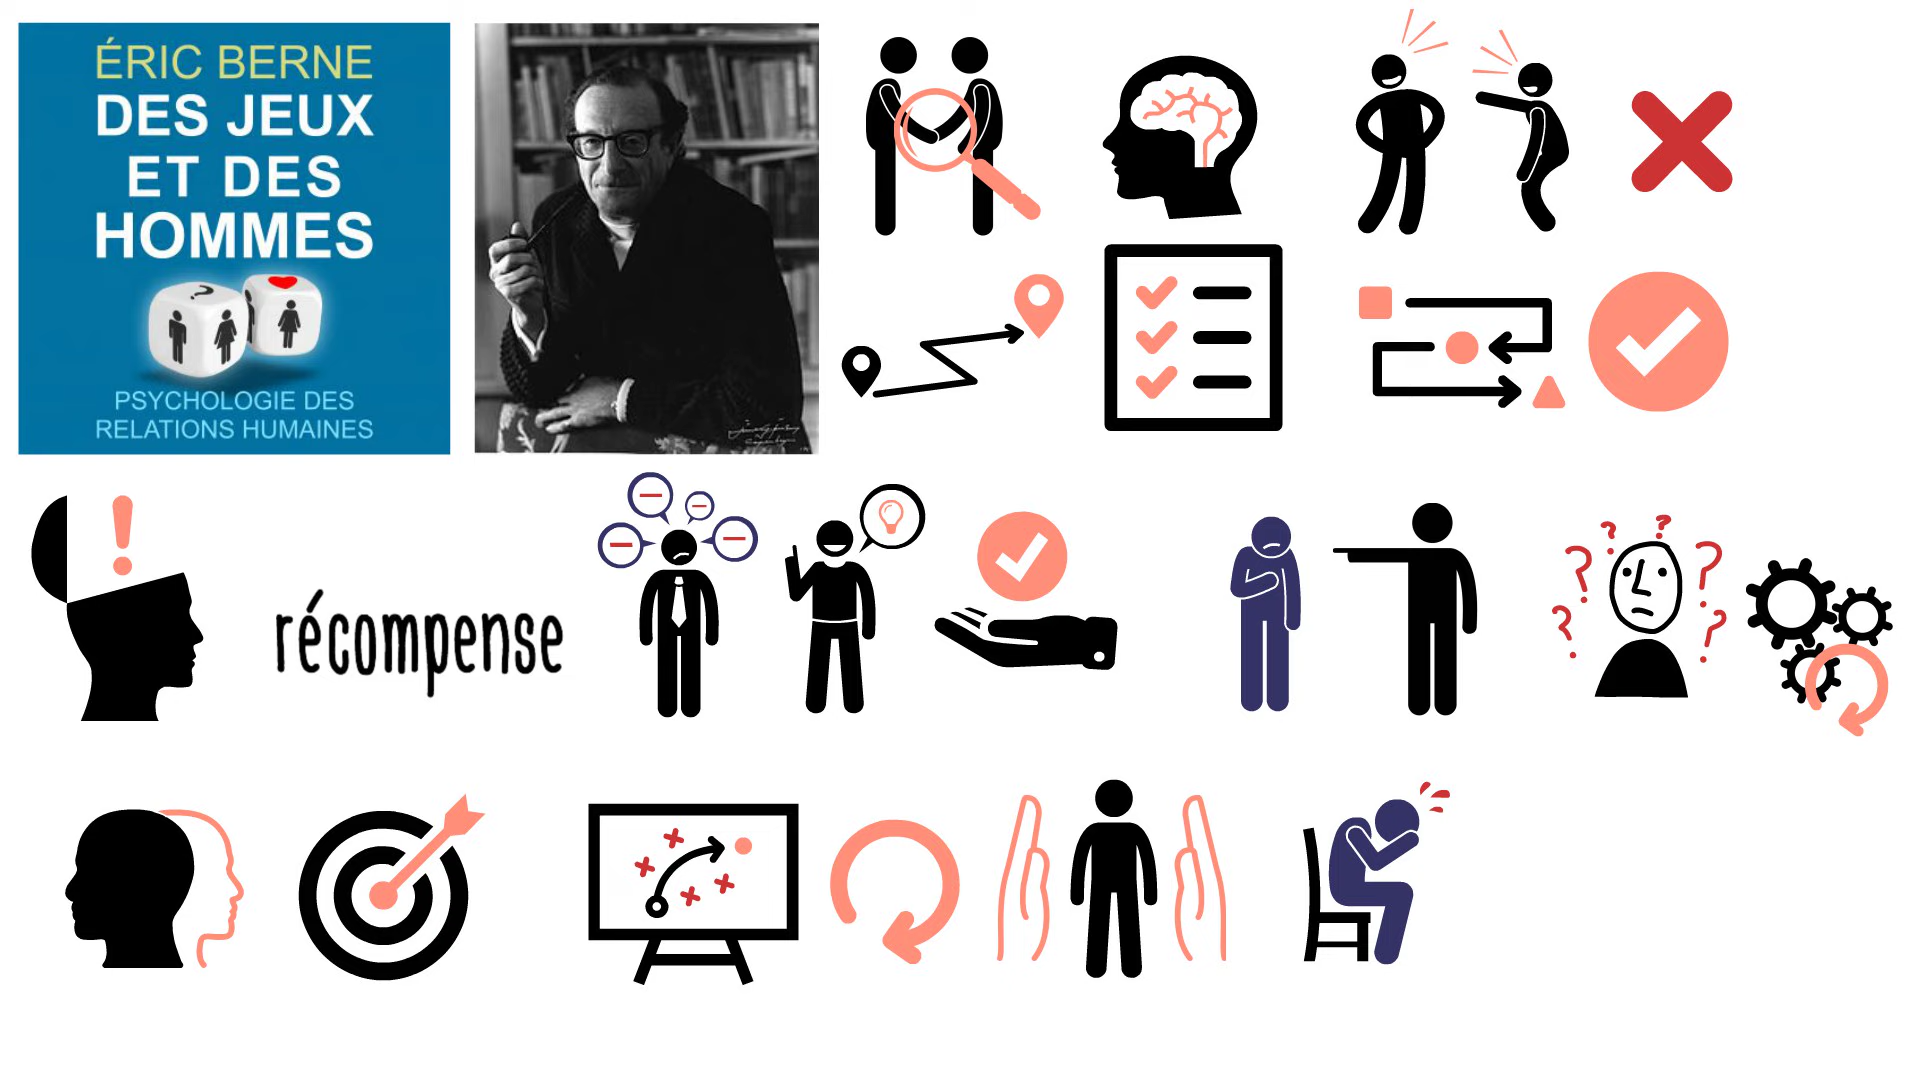 ÉRIC BERNE
DES JEUX
ET DES
HOMMES
PSYCHOLOGIE DES
RELATIONS HUMAINES
récompense